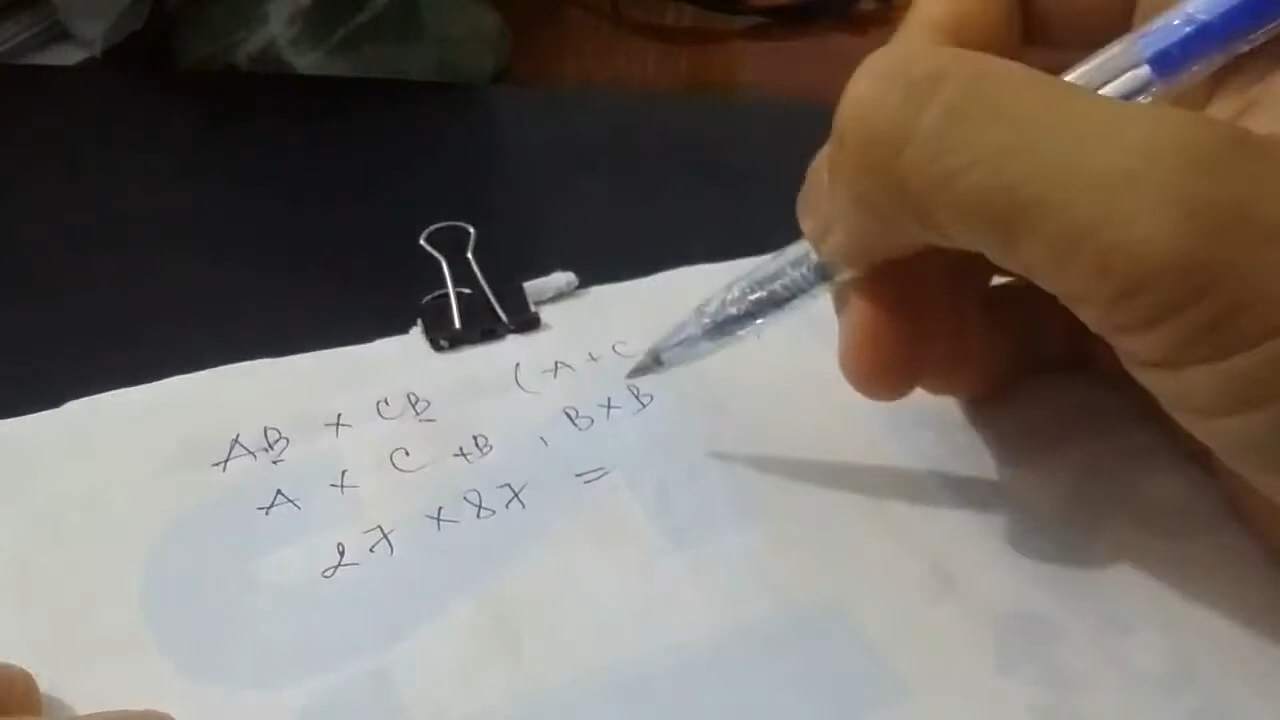 AB × CB (A+C
A × C +B , B×B
27 × 87 =